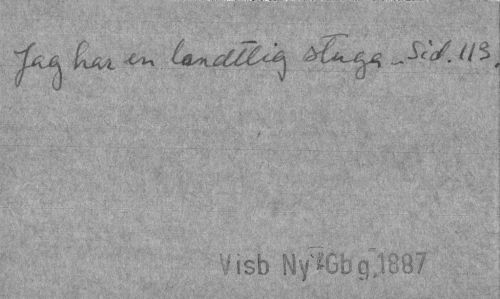 Jag har en landtlig stuga - Sid. 113.
Visb Ny Gbg, 1887